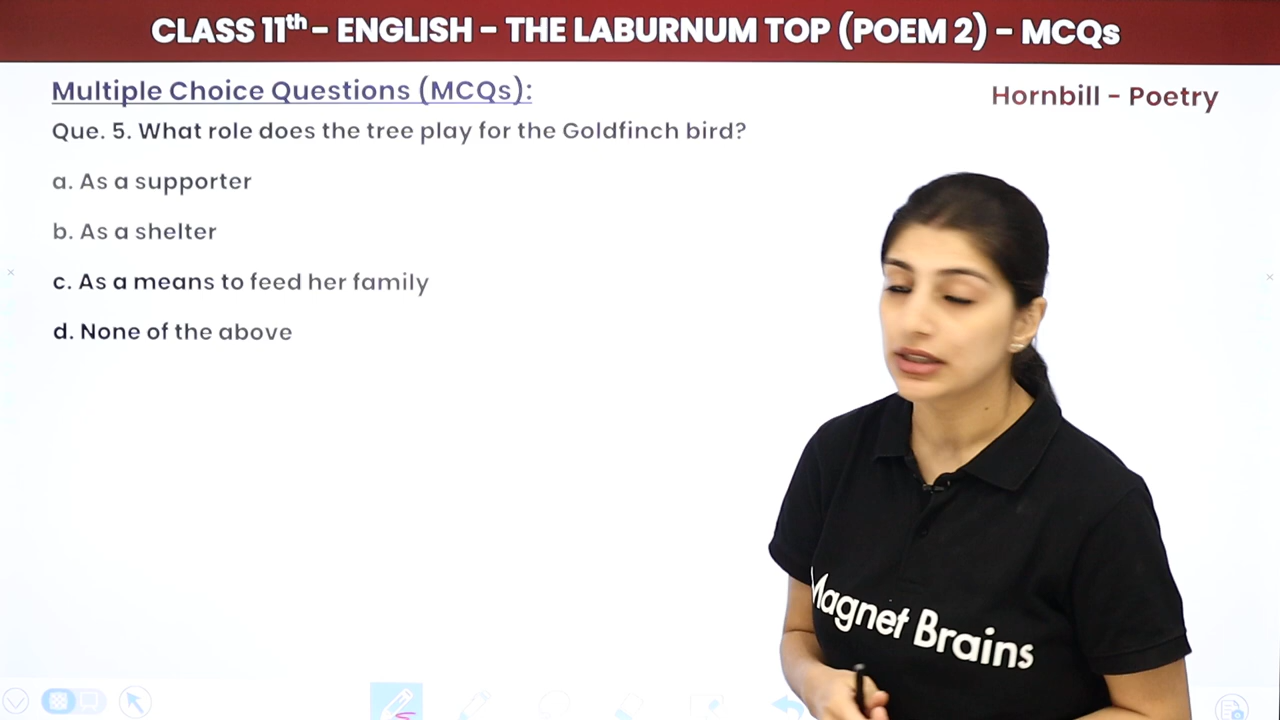 CLASS 11th - ENGLISH - THE LABURNUM TOP (POEM 2) - MCQs
Multiple Choice Questions (MCQs):
Hornbill - Poetry
Que. 5. What role does the tree play for the Goldfinch bird?
a. As a supporter
b. As a shelter
c. As a means to feed her family
d. None of the above
Magnet Brains